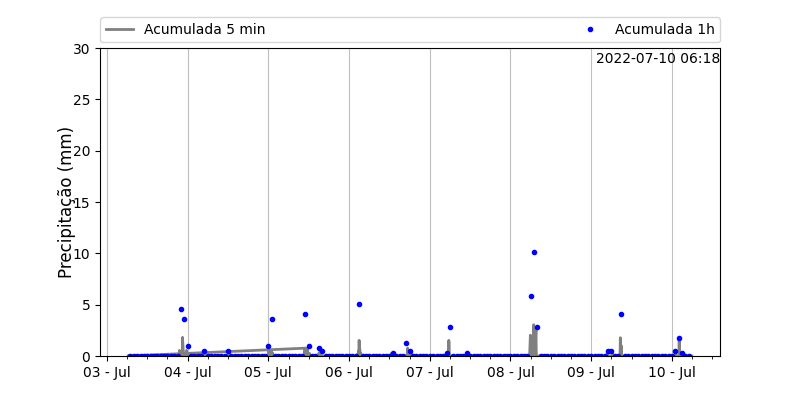 Acumulada 5 min Acumulada 1h
2022-07-10 06:18
Precipitação (mm)
30
25
20
15
10
5
0
03 - Jul 04 - Jul 05 - Jul 06 - Jul 07 - Jul 08 - Jul 09 - Jul 10 - Jul